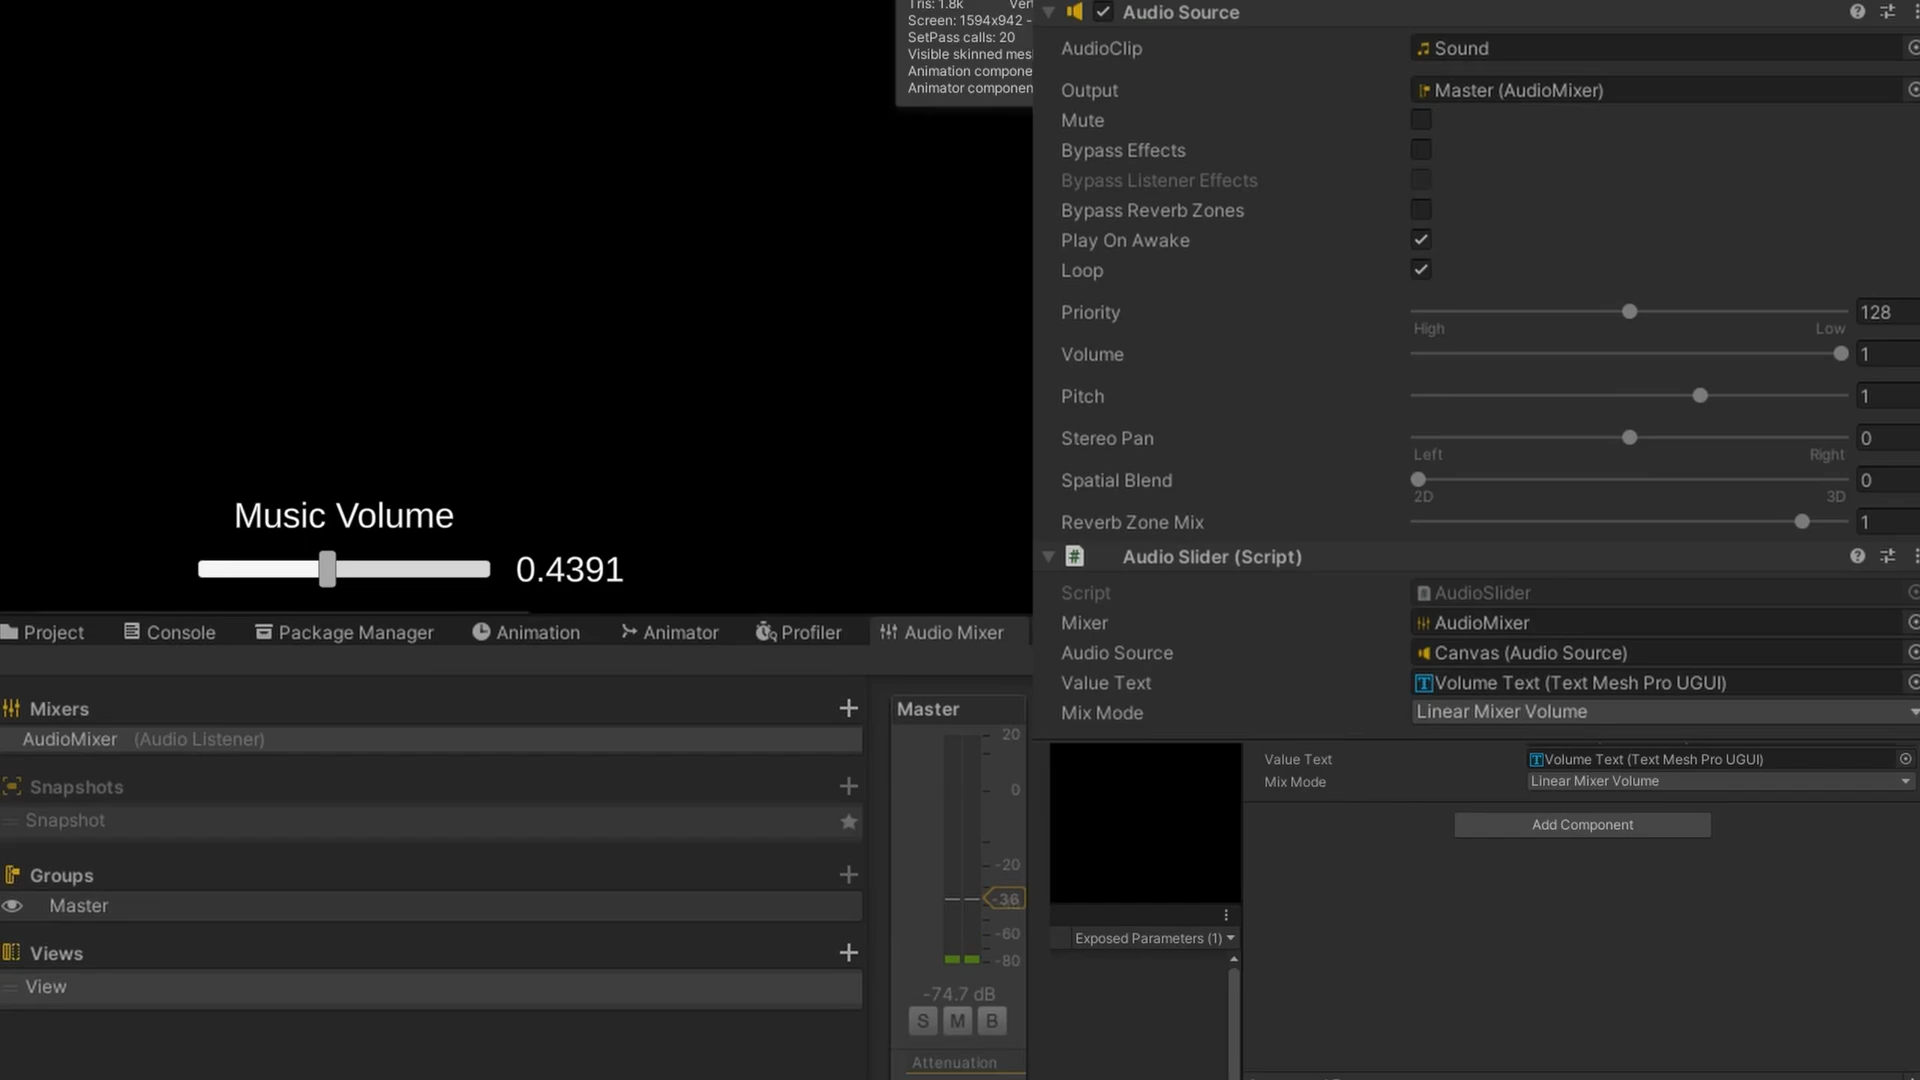 Tris: 1.8k Ver
Screen: 1594x942 -
SetPass calls: 20
Visible skinned mes
Animation compone
Animator componen
Music Volume
0.4391
Project
Console
Package Manager
Animation
Animator
Profiler
Audio Mixer
Mixers
AudioMixer (Audio Listener)
Snapshots
Snapshot
Groups
Master
Views
View
Master
20
0
-20
-36
-60
-80
-74.7 dB
S M B
Attenuation
Audio Source
AudioClip Sound
Output Master (AudioMixer)
Mute
Bypass Effects
Bypass Listener Effects
Bypass Reverb Zones
Play On Awake
Loop
Priority 128
High Low
Volume 1
Pitch 1
Stereo Pan 0
Left Right
Spatial Blend 0
2D 3D
Reverb Zone Mix 1
# Audio Slider (Script)
Script AudioSlider
Mixer AudioMixer
Audio Source Canvas (Audio Source)
Value Text Volume Text (Text Mesh Pro UGUI)
Mix Mode Linear Mixer Volume
Value Text Volume Text (Text Mesh Pro UGUI)
Mix Mode Linear Mixer Volume
Add Component
Exposed Parameters (1)